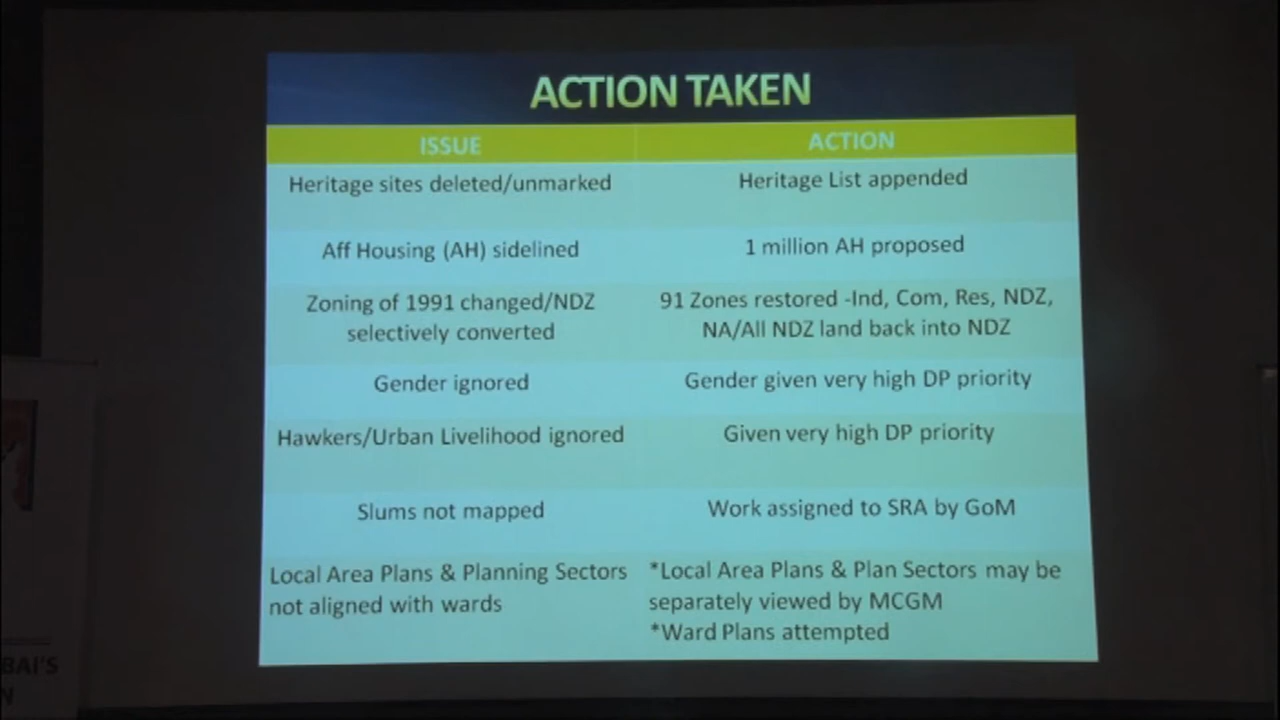 ACTION TAKEN
ISSUE
ACTION
Heritage sites deleted/unmarked
Heritage List appended
Aff Housing (AH) sidelined
1 million AH proposed
Zoning of 1991 changed/NDZ
selectively converted
91 Zones restored -Ind, Com, Res, NDZ,
NA/All NDZ land back into NDZ
Gender ignored
Gender given very high DP priority
Hawkers/Urban Livelihood ignored
Given very high DP priority
Slums not mapped
Work assigned to SRA by GoM
Local Area Plans & Planning Sectors
not aligned with wards
*Local Area Plans & Plan Sectors may be
separately viewed by MCGM
*Ward Plans attempted
BAI'S
N